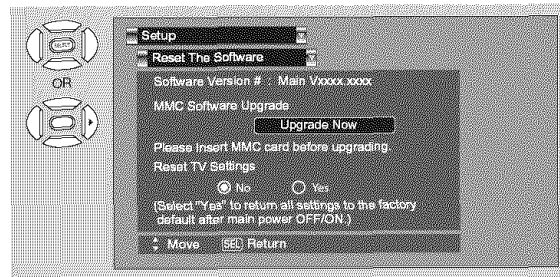 SELECT
OR
Setup
Reset The Software
Software Version # : Main Vxxxx.xxxx
MMC Software Upgrade
Upgrade Now
Please Insert MMC card before upgrading.
Reset TV Settings
No Yes
(Select "Yes" to return all settings to the factory
default after main power OFF/ON.)
Move SEL Return